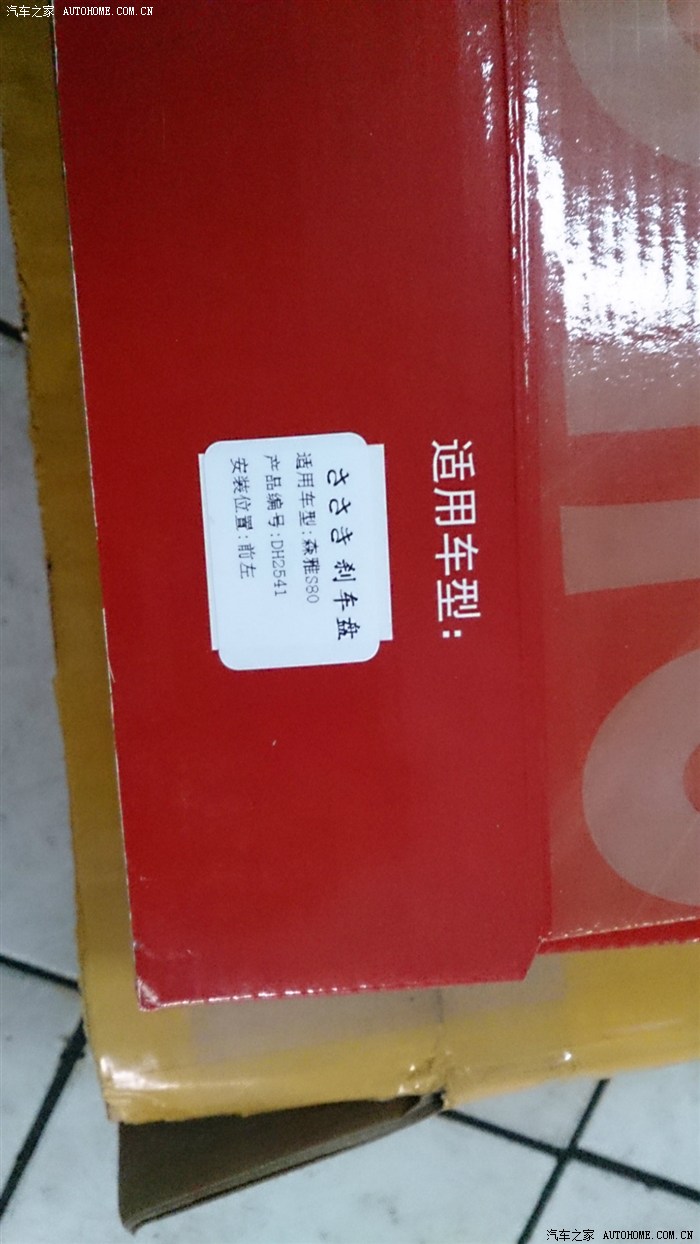 汽车之家 AUTOHOME.COM.CN
适用车型:
ささき刹车盘
适用车型:森雅S80
产品编号:DH2541
安装位置:前左
汽车之家 AUTOHOME.COM.CN